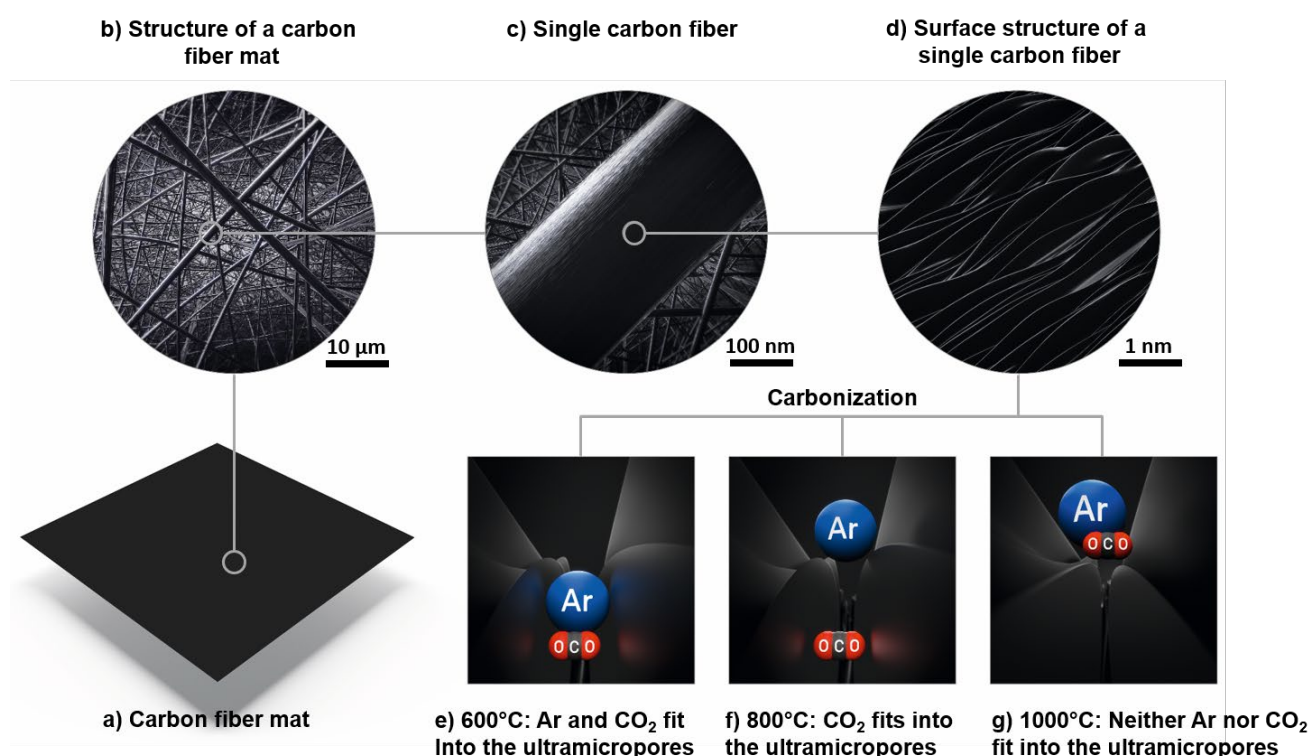 b) Structure of a carbon
fiber mat
c) Single carbon fiber
d) Surface structure of a
single carbon fiber
10 µm
100 nm
1 nm
Carbonization
Ar
OCO
Ar
OCO
Ar
OCO
a) Carbon fiber mat
e) 600°C: Ar and CO₂ fit
Into the ultramicropores
f) 800°C: CO₂ fits into
the ultramicropores
g) 1000°C: Neither Ar nor CO₂
fit into the ultramicropores